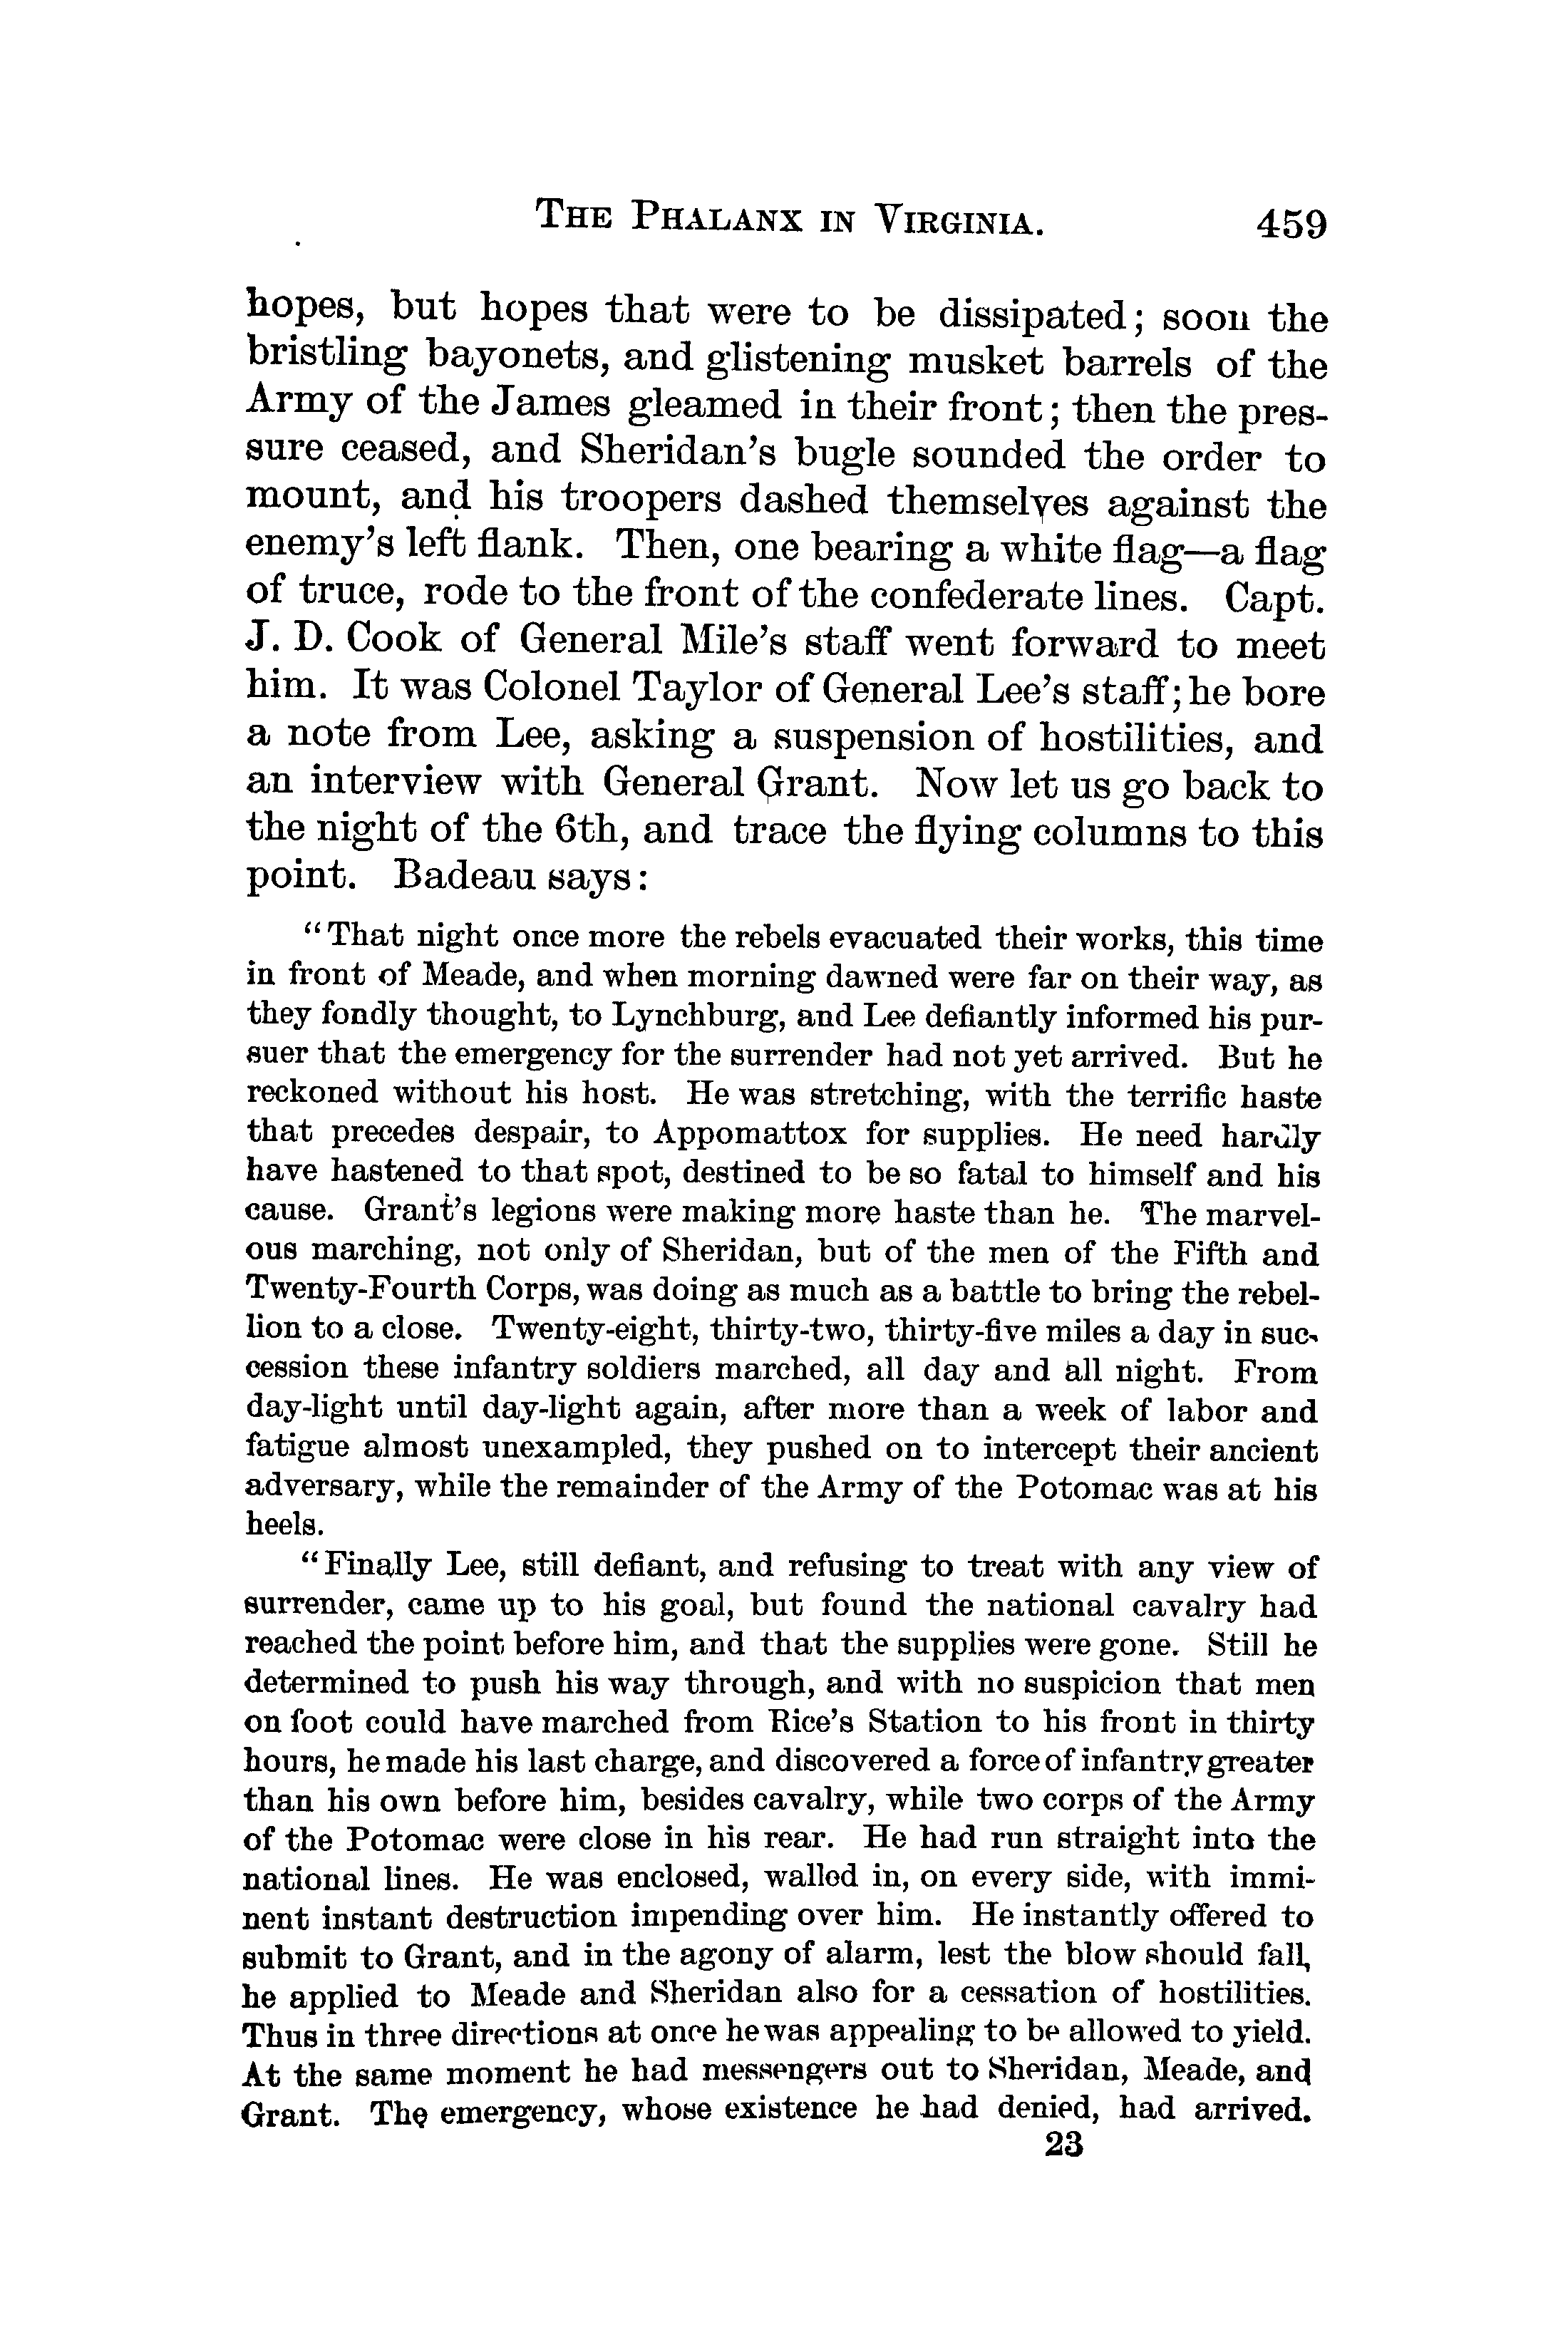 THE PHALANX IN VIRGINIA. 459
hopes, but hopes that were to be dissipated; soon the
bristling bayonets, and glistening musket barrels of the
Army of the James gleamed in their front; then the pres-
sure ceased, and Sheridan's bugle sounded the order to
mount, and his troopers dashed themselves against the
enemy's left flank. Then, one bearing a white flag—a flag
of truce, rode to the front of the confederate lines. Capt.
J. D. Cook of General Mile's staff went forward to meet
him. It was Colonel Taylor of General Lee's staff; he bore
a note from Lee, asking a suspension of hostilities, and
an interview with General Grant. Now let us go back to
the night of the 6th, and trace the flying columns to this
point. Badeau says:
"That night once more the rebels evacuated their works, this time
in front of Meade, and when morning dawned were far on their way, as
they fondly thought, to Lynchburg, and Lee defiantly informed his pur-
suer that the emergency for the surrender had not yet arrived. But he
reckoned without his host. He was stretching, with the terrific haste
that precedes despair, to Appomattox for supplies. He need hardly
have hastened to that spot, destined to be so fatal to himself and his
cause. Grant's legions were making more haste than he. The marvel-
ous marching, not only of Sheridan, but of the men of the Fifth and
Twenty-Fourth Corps, was doing as much as a battle to bring the rebel-
lion to a close. Twenty-eight, thirty-two, thirty-five miles a day in suc-
cession these infantry soldiers marched, all day and all night. From
day-light until day-light again, after more than a week of labor and
fatigue almost unexampled, they pushed on to intercept their ancient
adversary, while the remainder of the Army of the Potomac was at his
heels.
"Finally Lee, still defiant, and refusing to treat with any view of
surrender, came up to his goal, but found the national cavalry had
reached the point before him, and that the supplies were gone. Still he
determined to push his way through, and with no suspicion that men
on foot could have marched from Rice's Station to his front in thirty
hours, he made his last charge, and discovered a force of infantry greater
than his own before him, besides cavalry, while two corps of the Army
of the Potomac were close in his rear. He had run straight into the
national lines. He was enclosed, walled in, on every side, with immi-
nent instant destruction impending over him. He instantly offered to
submit to Grant, and in the agony of alarm, lest the blow should fall,
he applied to Meade and Sheridan also for a cessation of hostilities.
Thus in three directions at once he was appealing to be allowed to yield.
At the same moment he had messengers out to Sheridan, Meade, and
Grant. The emergency, whose existence he had denied, had arrived.
23